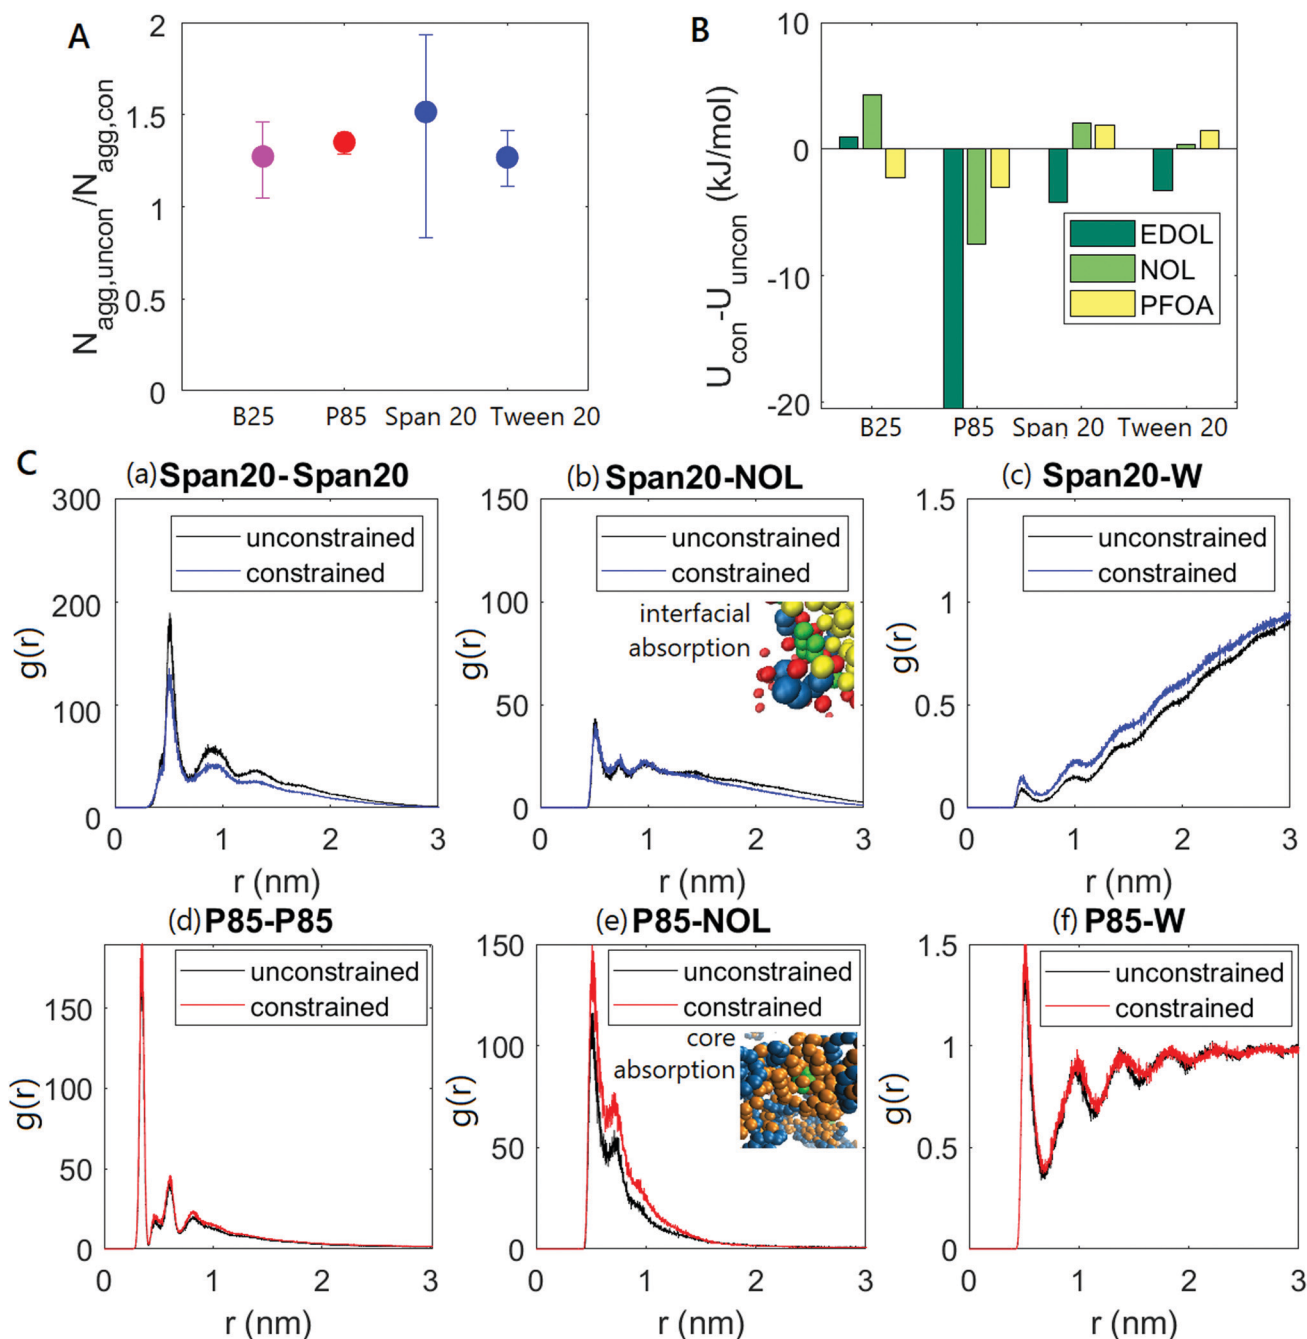 A
N_agg,uncon/N_agg,con
2
1.5
1
0.5
0
B25 P85 Span 20 Tween 20
B
U_con-U_uncon (kJ/mol)
10
0
-10
-20
EDOL
NOL
PFOA
B25 P85 Span 20 Tween 20
C
(a) Span20-Span20
g(r)
300
200
100
0
unconstrained
constrained
0 1 2 3
r (nm)
(b) Span20-NOL
g(r)
150
100
50
0
unconstrained
constrained
interfacial
absorption
0 1 2 3
r (nm)
(c) Span20-W
g(r)
1.5
1
0.5
0
unconstrained
constrained
0 1 2 3
r (nm)
(d) P85-P85
g(r)
150
100
50
0
unconstrained
constrained
0 1 2 3
r (nm)
(e) P85-NOL
g(r)
150
100
50
0
unconstrained
constrained
core
absorption
0 1 2 3
r (nm)
(f) P85-W
g(r)
1.5
1
0.5
0
unconstrained
constrained
0 1 2 3
r (nm)